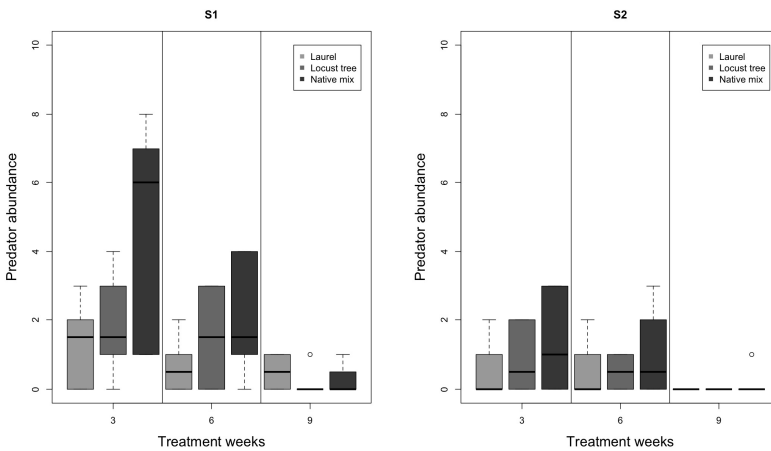 S1
Predator abundance
10
8
6
4
2
0
Laurel
Locust tree
Native mix
3 6 9
Treatment weeks
S2
Predator abundance
10
8
6
4
2
0
Laurel
Locust tree
Native mix
3 6 9
Treatment weeks